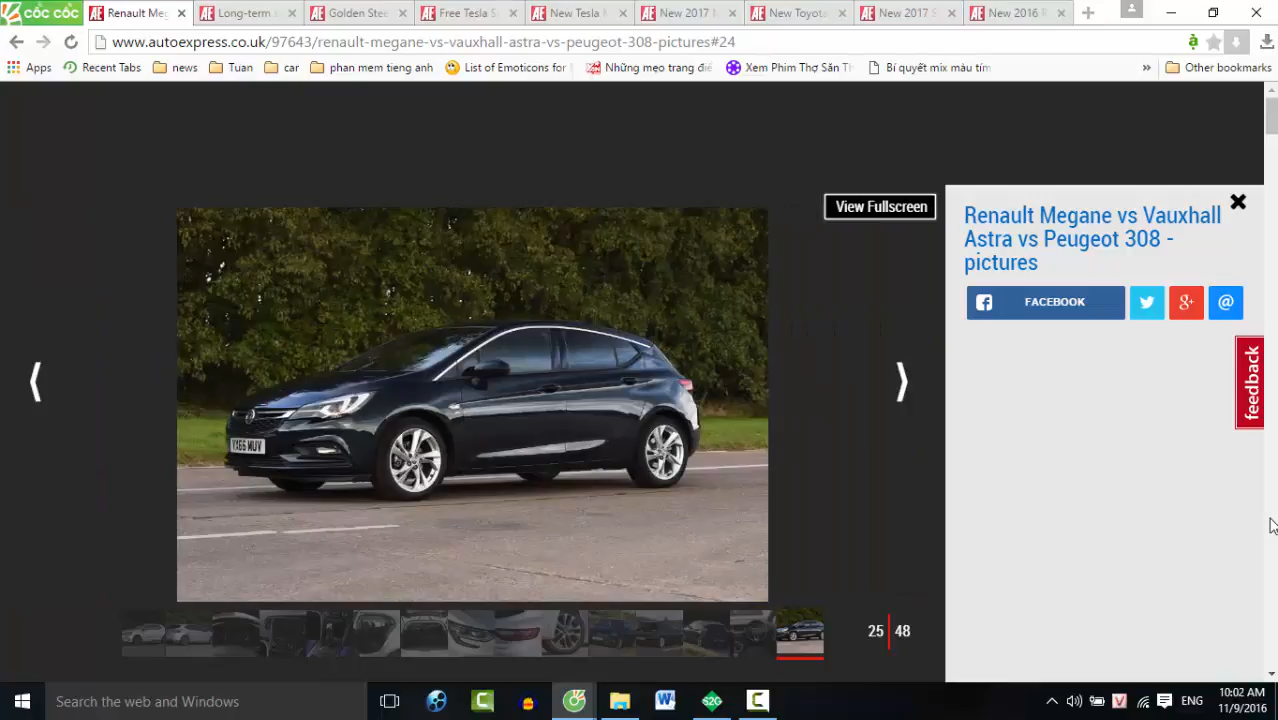 CỐC CỐC
Renault Meg
Long-term
Golden Stee
Free Tesla S
New Tesla M
New 2017
New Toyot
New 2017 S
New 2016 R
www.autoexpress.co.uk/97643/renault-megane-vs-vauxhall-astra-vs-peugeot-308-pictures#24
Apps
Recent Tabs
news
Tuan
car
phan mem tieng anh
List of Emoticons for
Những mẹo trang điể
Xem Phim Thợ Săn Th
Bí quyết mix màu tím
»
Other bookmarks
View Fullscreen
Renault Megane vs Vauxhall
Astra vs Peugeot 308 -
pictures
FACEBOOK
feedback
MUV
25 48
Search the web and Windows
ENG
10:02 AM
11/9/2016